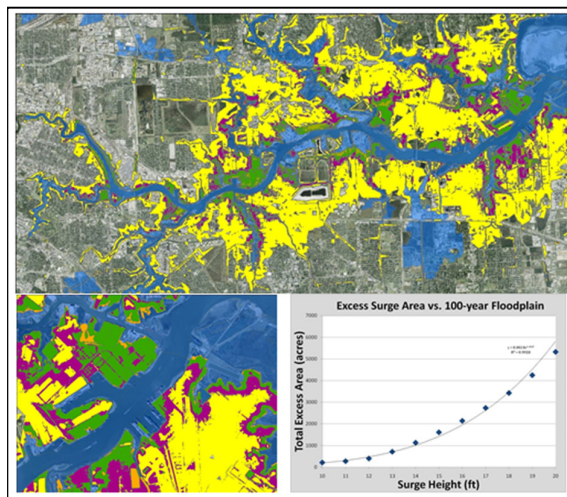 Excess Surge Area vs. 100-year Floodplain
Total Excess Area (acres)
7000
6000
5000
4000
3000
2000
1000
0
10 11 12 13 14 15 16 17 18 19 20
Surge Height (ft)